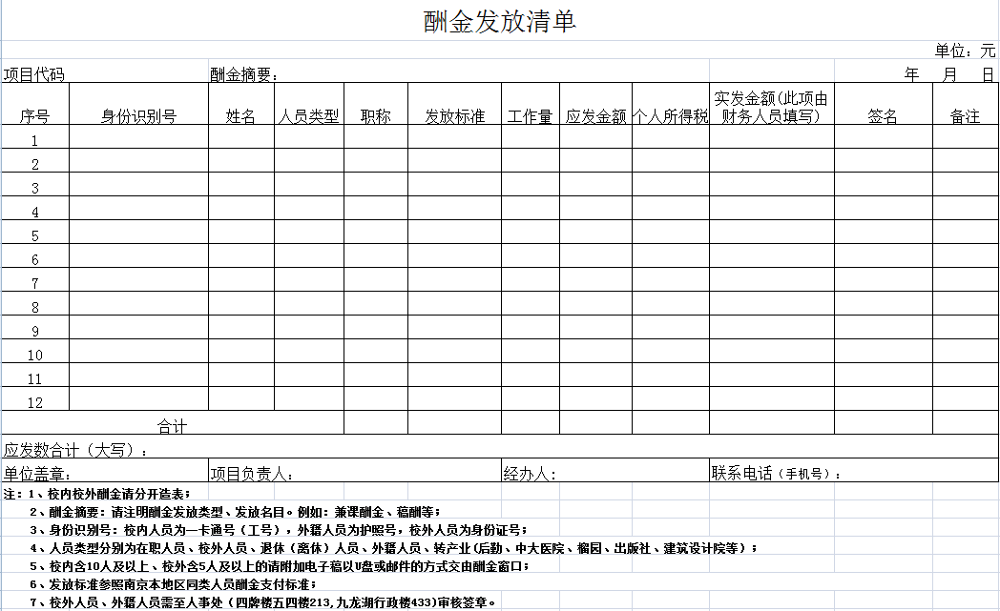 酬金发放清单
单位：元
项目代码 酬金摘要： 年 月 日
序号 身份识别号 姓名 人员类型 职称 发放标准 工作量 应发金额 个人所得税 实发金额(此项由财务人员填写) 签名 备注
1
2
3
4
5
6
7
8
9
10
11
12
合计
应发数合计（大写）：
单位盖章： 项目负责人： 经办人： 联系电话（手机号）：
注：1、校内校外酬金请分开造表；
2、酬金摘要：请注明酬金发放类型、发放名目。例如：兼课酬金、稿酬等；
3、身份识别号：校内人员为一卡通号（工号），外籍人员为护照号，校外人员为身份证号；
4、人员类型分别为在职人员、校外人员、退休（离休）人员、外籍人员、转产业(后勤、中大医院、榴园、出版社、建筑设计院等）；
5、校内含10人及以上、校外含5人及以上的请附加电子稿以U盘或邮件的方式交由酬金窗口；
6、发放标准参照南京本地区同类人员酬金支付标准；
7、校外人员、外籍人员需至人事处（四牌楼五四楼213,九龙湖行政楼433)审核签章。